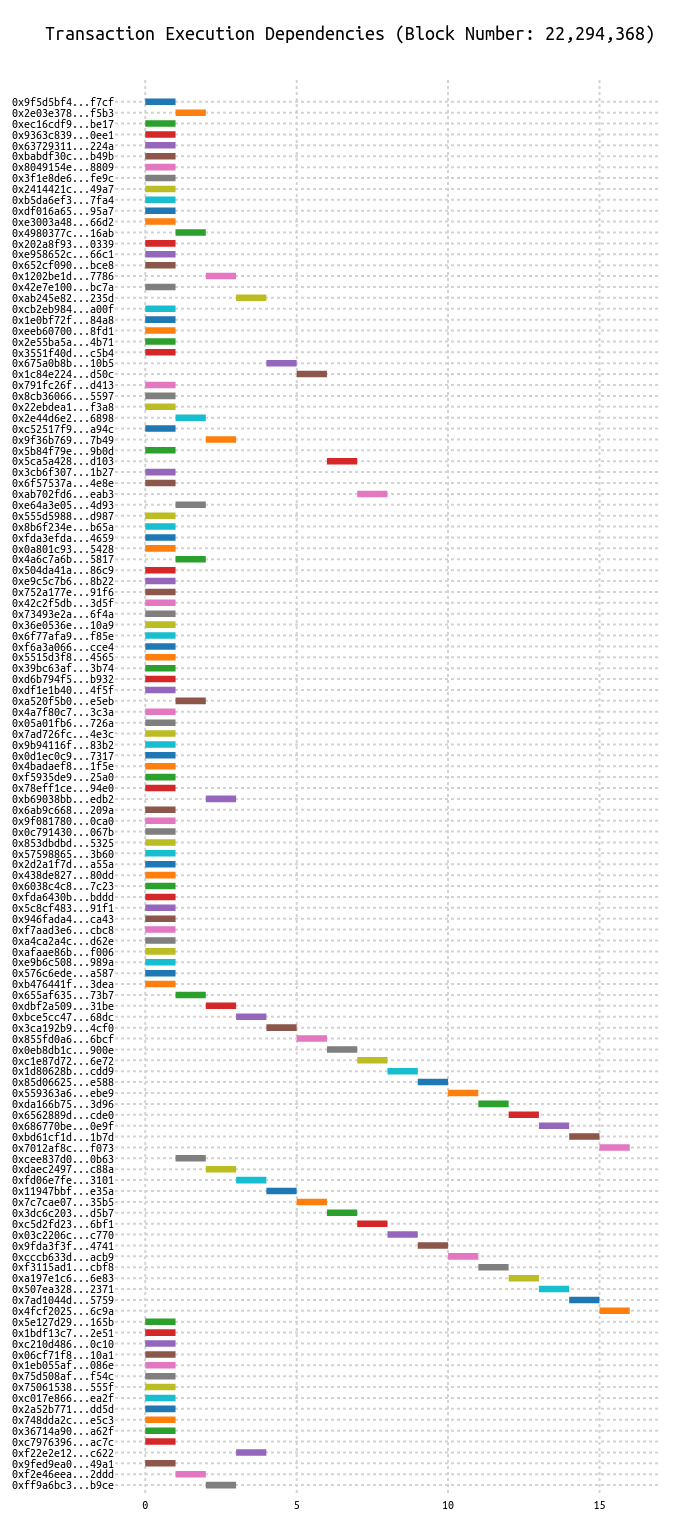 Transaction Execution Dependencies (Block Number: 22,294,368)
0x9f5d5bf4...f7cf
0x2e03e378...f5b3
0xec16cdf9...be17
0x9363c839...0ee1
0x63729311...224a
0xbabdf30c...b49b
0x8049154e...8809
0x3f1e8de6...fe9c
0x2414421c...49a7
0xb5da6ef3...7fa4
0xdf016a65...95a7
0xe3003a48...66d2
0x4980377c...16ab
0x202a8f93...0339
0xe958652c...66c1
0x652cf090...bce8
0x1202be1d...7786
0x42e7e100...bc7a
0xab245e82...235d
0xcb2eb984...a00f
0x1e0bf72f...84a8
0xeeb60700...8fd1
0x2e55ba5a...4b71
0x3551f40d...c5b4
0x675a0b8b...10b5
0x1c84e224...d50c
0x791fc26f...d413
0x8cb36066...5597
0x22ebdea1...f3a8
0x2e44d6e2...6898
0xc52517f9...a94c
0x9f36b769...7b49
0x5b84f79e...9b0d
0x5ca5a428...d103
0x3cb6f307...1b27
0x6f57537a...4e8e
0xab702fd6...eab3
0xe64a3e05...4d93
0x555d5988...d987
0x8b6f234e...b65a
0xfda3efda...4659
0x0a801c93...5428
0x4a6c7a6b...5817
0x504da41a...86c9
0xe9c5c7b6...8b22
0x752a177e...91f6
0x42c2f5db...3d5f
0x73493e2a...6f4a
0x36e0536e...10a9
0x6f77afa9...f85e
0xf6a3a066...cce4
0x5515d3f8...4565
0x39bc63af...3b74
0xd6b794f5...b932
0xdf1e1b40...4f5f
0xa520f5b0...e5eb
0x4a7f80c7...3c3a
0x05a01fb6...726a
0x7ad726fc...4e3c
0x9b94116f...83b2
0x0d1ec0c9...7317
0x4badaef8...1f5e
0xf5935de9...25a0
0x78eff1ce...94e0
0xb69038bb...edb2
0x6ab9c668...209a
0x9f081780...0ca0
0x0c791430...067b
0x853dbdbd...5325
0x57598865...3b60
0x2d2a1f7d...a55a
0x438de827...80dd
0x6038c4c8...7c23
0xfda6430b...bddd
0x5c8cf483...91f1
0x946fada4...ca43
0xf7aad3e6...cbc8
0xa4ca2a4c...d62e
0xafaae86b...f006
0xe9b6c508...989a
0x576c6ede...a587
0xb476441f...3dea
0x655af635...73b7
0xdbf2a509...31be
0xbce5cc47...68dc
0x3ca192b9...4cf0
0x855fd0a6...6bcf
0x0eb8db1c...900e
0xc1e87d72...6e72
0x1d80628b...cdd9
0x85d06625...e588
0x559363a6...ebe9
0xda166b75...3d96
0x6562889d...cde0
0x686770be...0e9f
0xbd61cf1d...1b7d
0x7012af8c...f073
0xcee837d0...0b63
0xdaec2497...c88a
0xfd06e7fe...3101
0x11947bbf...e35a
0x7c7cae07...35b5
0x3dc6c203...d5b7
0xc5d2fd23...6bf1
0x03c2206c...c770
0x9fda3f3f...4741
0xcccb633d...acb9
0xf3115ad1...cbf8
0xa197e1c6...6e83
0x507ea328...2371
0x7ad1044d...5759
0x4fcf2025...6c9a
0x5e127d29...165b
0x1bdf13c7...2e51
0xc210d486...0c10
0x06cf71f8...10a1
0x1eb055af...086e
0x75d508af...f54c
0x75061538...555f
0xc017e866...ea2f
0x2a52b771...dd5d
0x748dda2c...e5c3
0x36714a90...a62f
0xc7976396...ac7c
0xf22e2e12...c622
0x9fed9ea0...49a1
0xf2e46eea...2ddd
0xff9a6bc3...b9ce
0 5 10 15